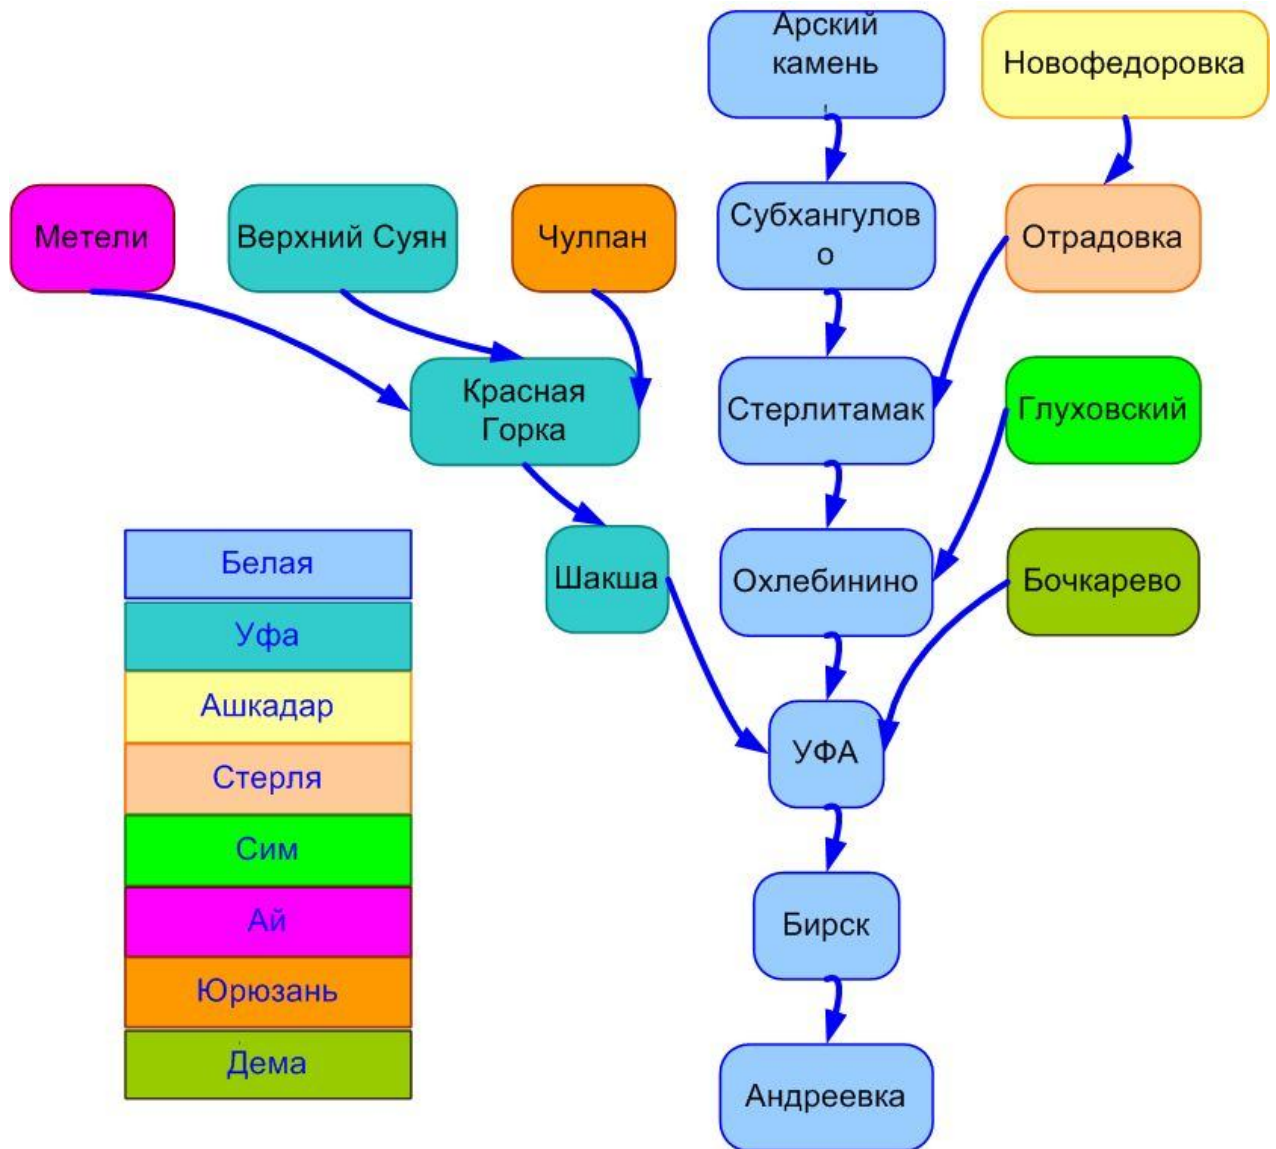 Арский
камень
Новофедоровка
Метели
Верхний Суян
Чулпан
Субхангулов
о
Отрадовка
Красная
Горка
Стерлитамак
Глуховский
Шакша
Охлебинино
Бочкарево
УФА
Бирск
Андреевка
Белая
Уфа
Ашкадар
Стерля
Сим
Ай
Юрюзань
Дема